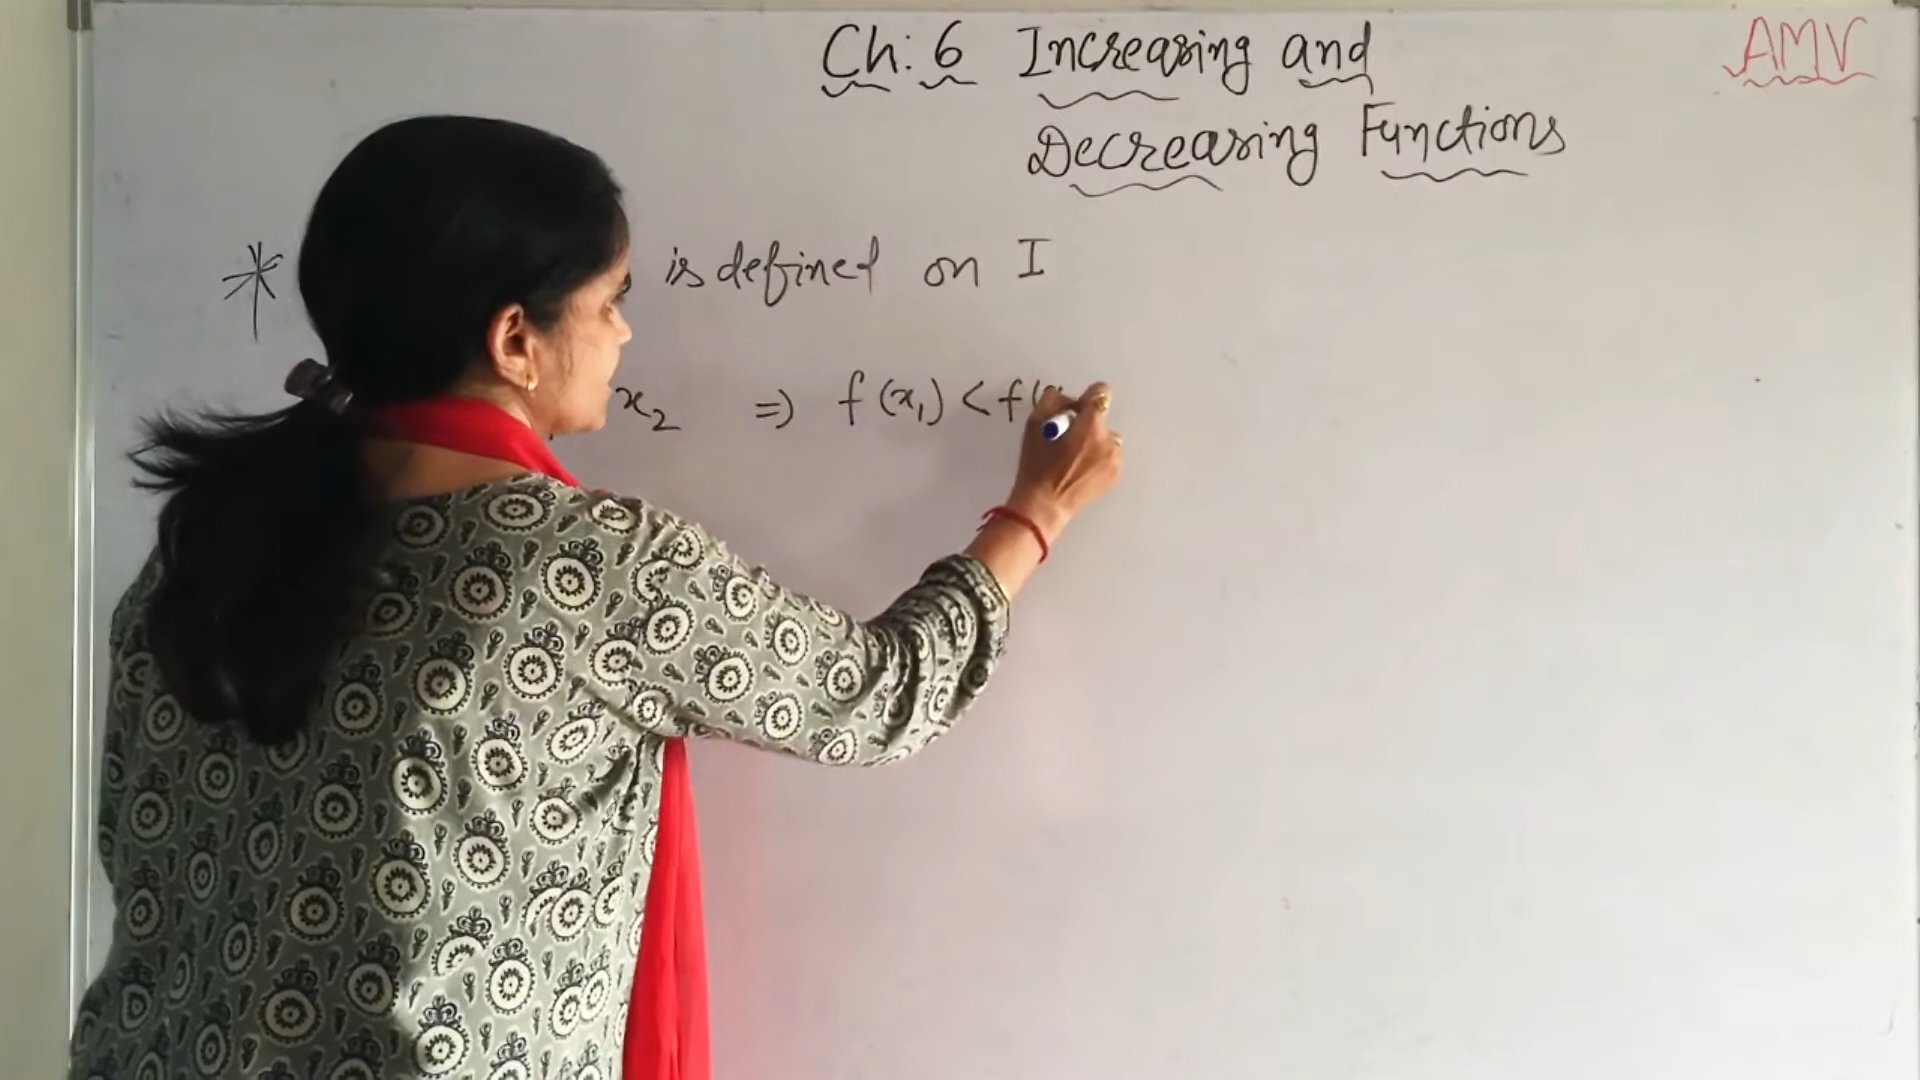 Ch: 6 Increasing and
Decreasing Functions
AMV
* is defined on I
x₂ ⇒ f(x₁) < f(